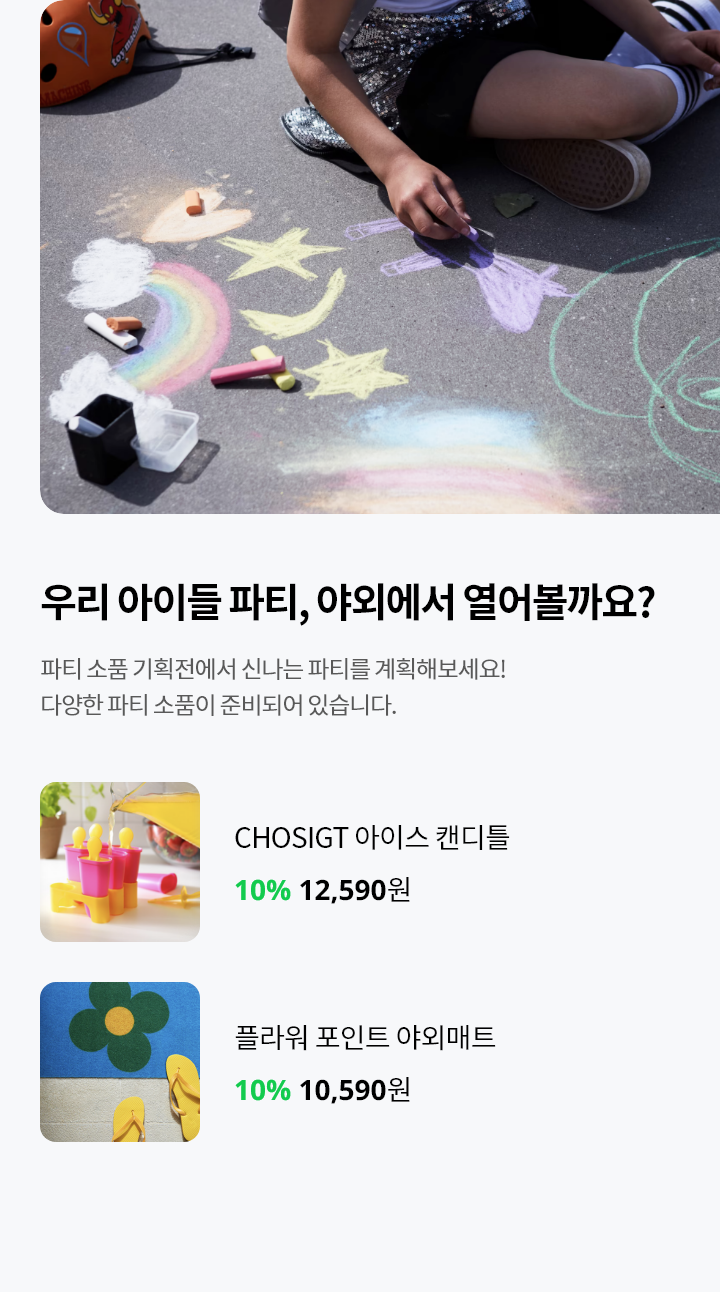 toy mach
MACHINE
우리 아이들 파티, 야외에서 열어볼까요?
파티 소품 기획전에서 신나는 파티를 계획해보세요!
다양한 파티 소품이 준비되어 있습니다.
CHOSIGT 아이스 캔디틀
10% 12,590원
플라워 포인트 야외매트
10% 10,590원